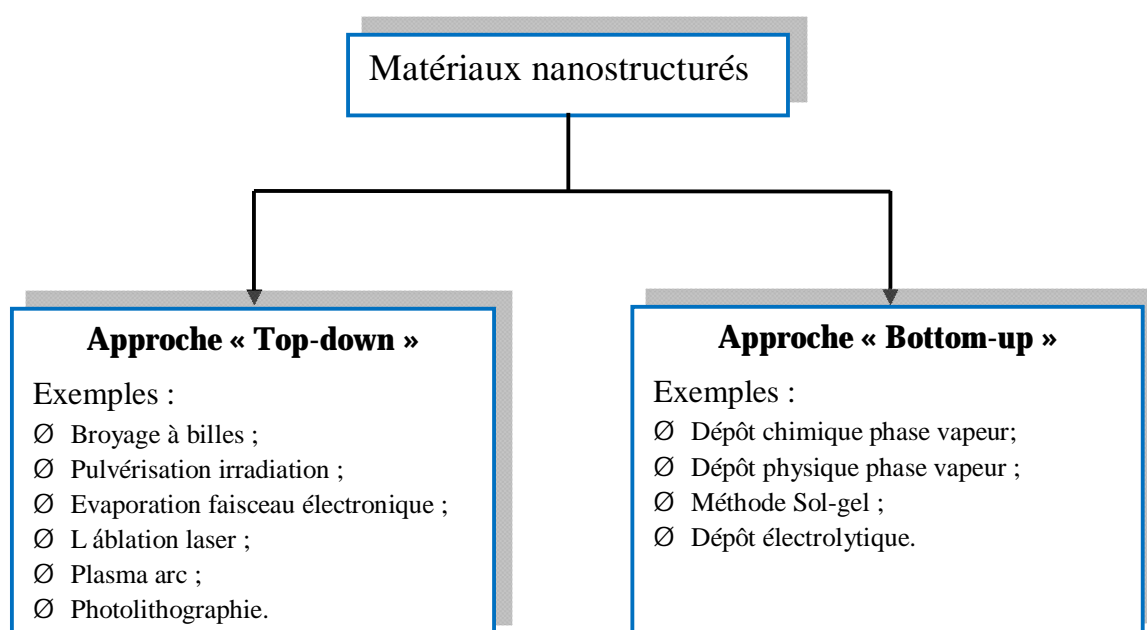 Matériaux nanostructurés
Approche « Top-down »
Exemples :
Ø Broyage à billes ;
Ø Pulvérisation irradiation ;
Ø Evaporation faisceau électronique ;
Ø L áblation laser ;
Ø Plasma arc ;
Ø Photolithographie.
Approche « Bottom-up »
Exemples :
Ø Dépôt chimique phase vapeur;
Ø Dépôt physique phase vapeur ;
Ø Méthode Sol-gel ;
Ø Dépôt électrolytique.